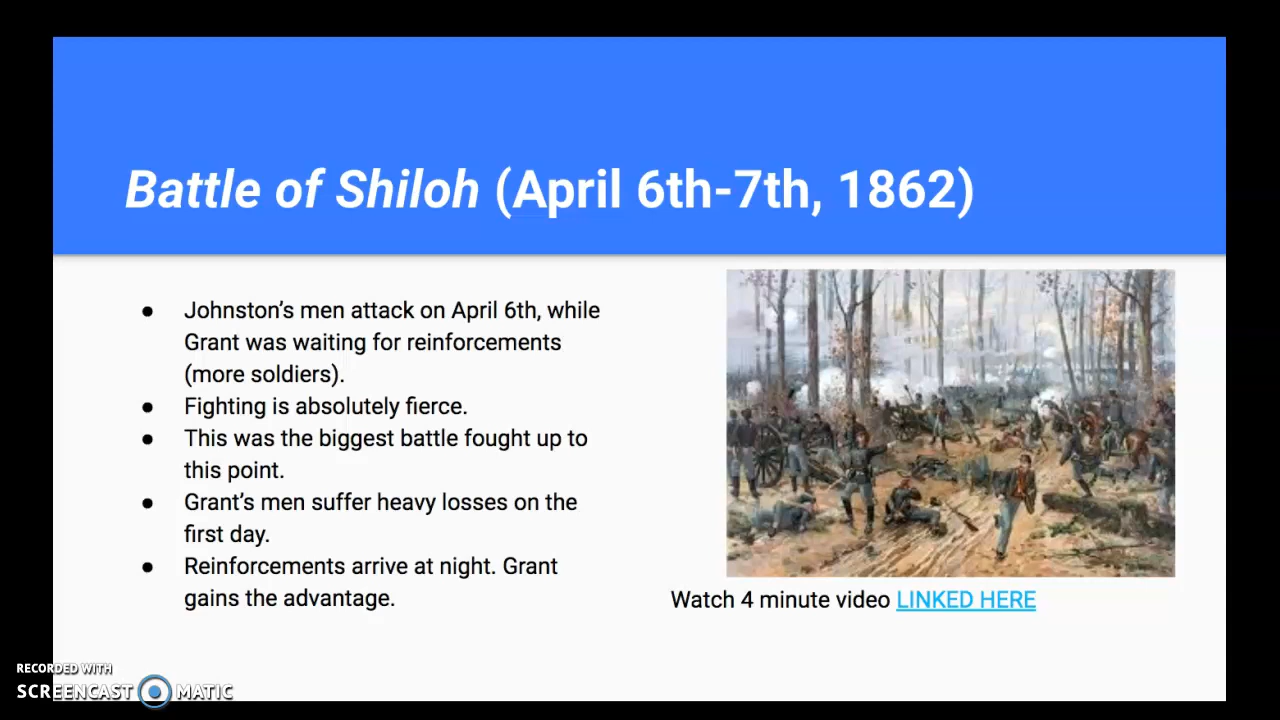 Battle of Shiloh (April 6th-7th, 1862)
● Johnston's men attack on April 6th, while
Grant was waiting for reinforcements
(more soldiers).
● Fighting is absolutely fierce.
● This was the biggest battle fought up to
this point.
● Grant's men suffer heavy losses on the
first day.
● Reinforcements arrive at night. Grant
gains the advantage.
Watch 4 minute video LINKED HERE
RECORDED WITH
SCREENCAST MATIC